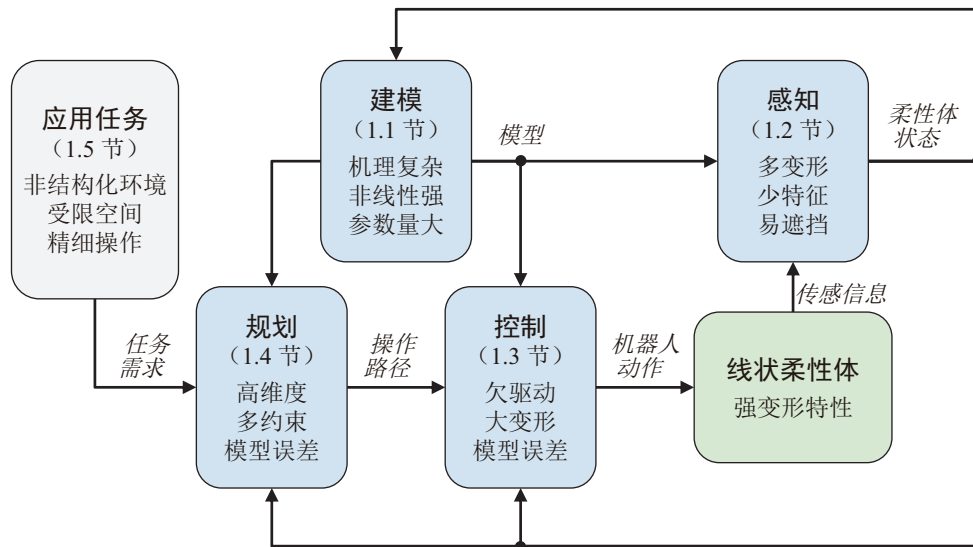 应用任务
（1.5 节）
非结构化环境
受限空间
精细操作
建模
（1.1 节）
机理复杂
非线性强
参数量大
模型
感知
（1.2 节）
多变形
少特征
易遮挡
柔性体
状态
任务
需求
规划
（1.4 节）
高维度
多约束
模型误差
操作
路径
控制
（1.3 节）
欠驱动
大变形
模型误差
机器人
动作
传感信息
线状柔性体
强变形特性